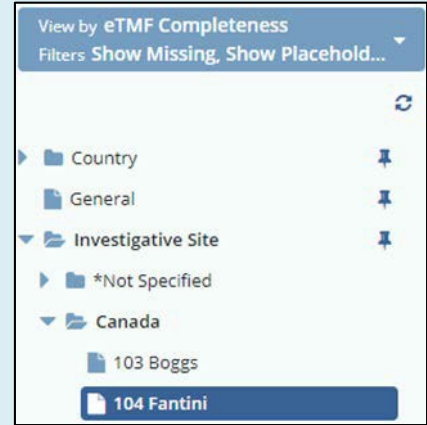 View by eTMF Completeness
Filters Show Missing, Show Placehold...
Country
General
Investigative Site
*Not Specified
Canada
103 Boggs
104 Fantini